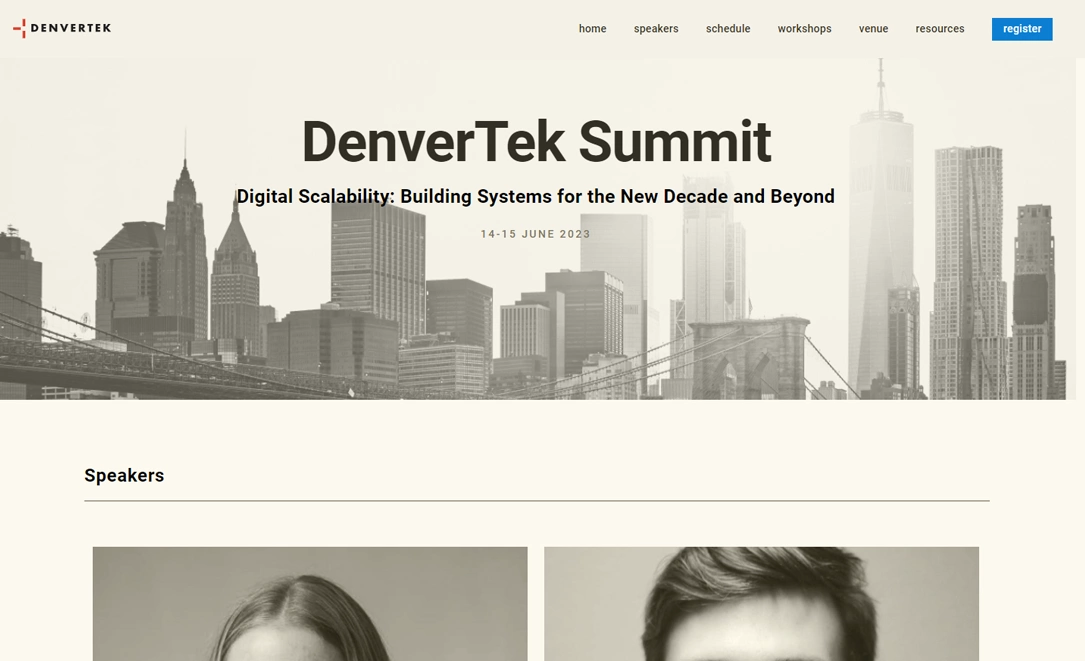 DENVERTEK
home speakers schedule workshops venue resources register
DenverTek Summit
Digital Scalability: Building Systems for the New Decade and Beyond
14-15 JUNE 2023
Speakers